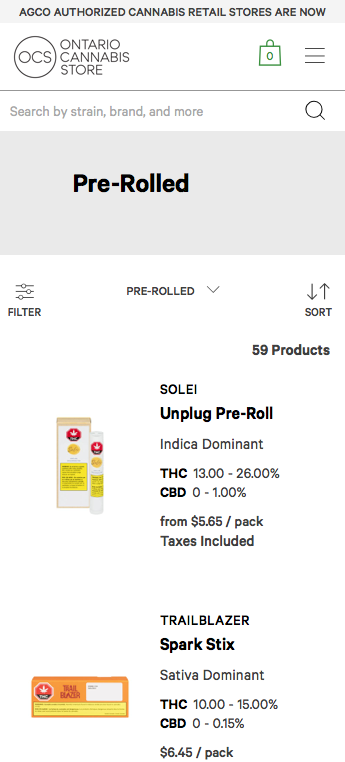 AGCO AUTHORIZED CANNABIS RETAIL STORES ARE NOW
OCS
ONTARIO
CANNABIS
STORE
0
Search by strain, brand, and more
Pre-Rolled
FILTER
PRE-ROLLED
SORT
59 Products
SOLEI
Unplug Pre-Roll
Indica Dominant
THC 13.00 - 26.00%
CBD 0 - 1.00%
from $5.65 / pack
Taxes Included
TRAILBLAZER
Spark Stix
Sativa Dominant
THC 10.00 - 15.00%
CBD 0 - 0.15%
$6.45 / pack
THC
TRAIL
BLAZER